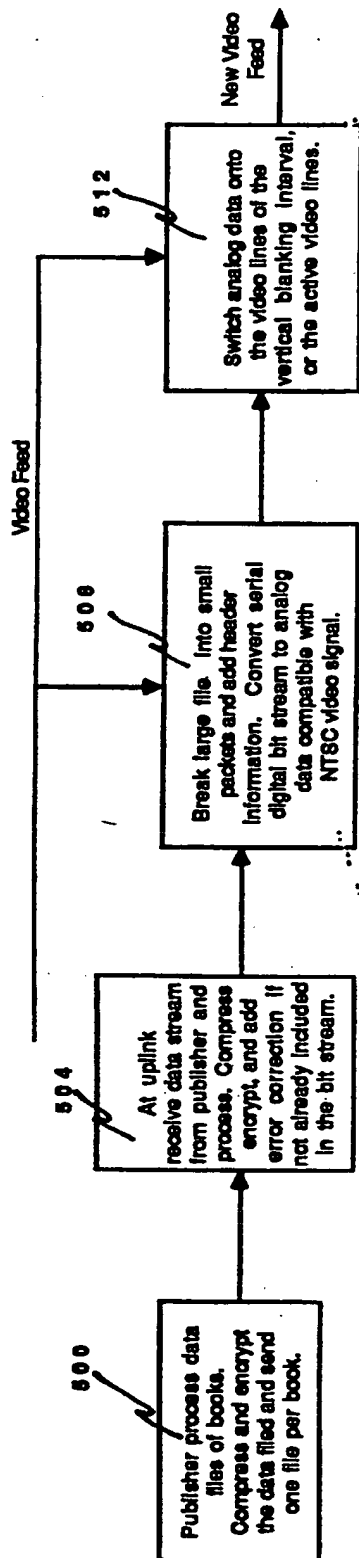 500
Publisher process data
files of books.
Compress and encrypt
the data filed and send
one file per book.
504
At uplink
receive data stream
from publisher and
process. Compress
encrypt, and add
error correction if
not already included
in the bit stream.
Video Feed
508
Break large file into small
packets and add header
information. Convert serial
digital bit stream to analog
data compatible with
NTSC video signal.
512
Switch analog data onto
the video lines of the
vertical blanking interval,
or the active video lines.
New Video
Feed